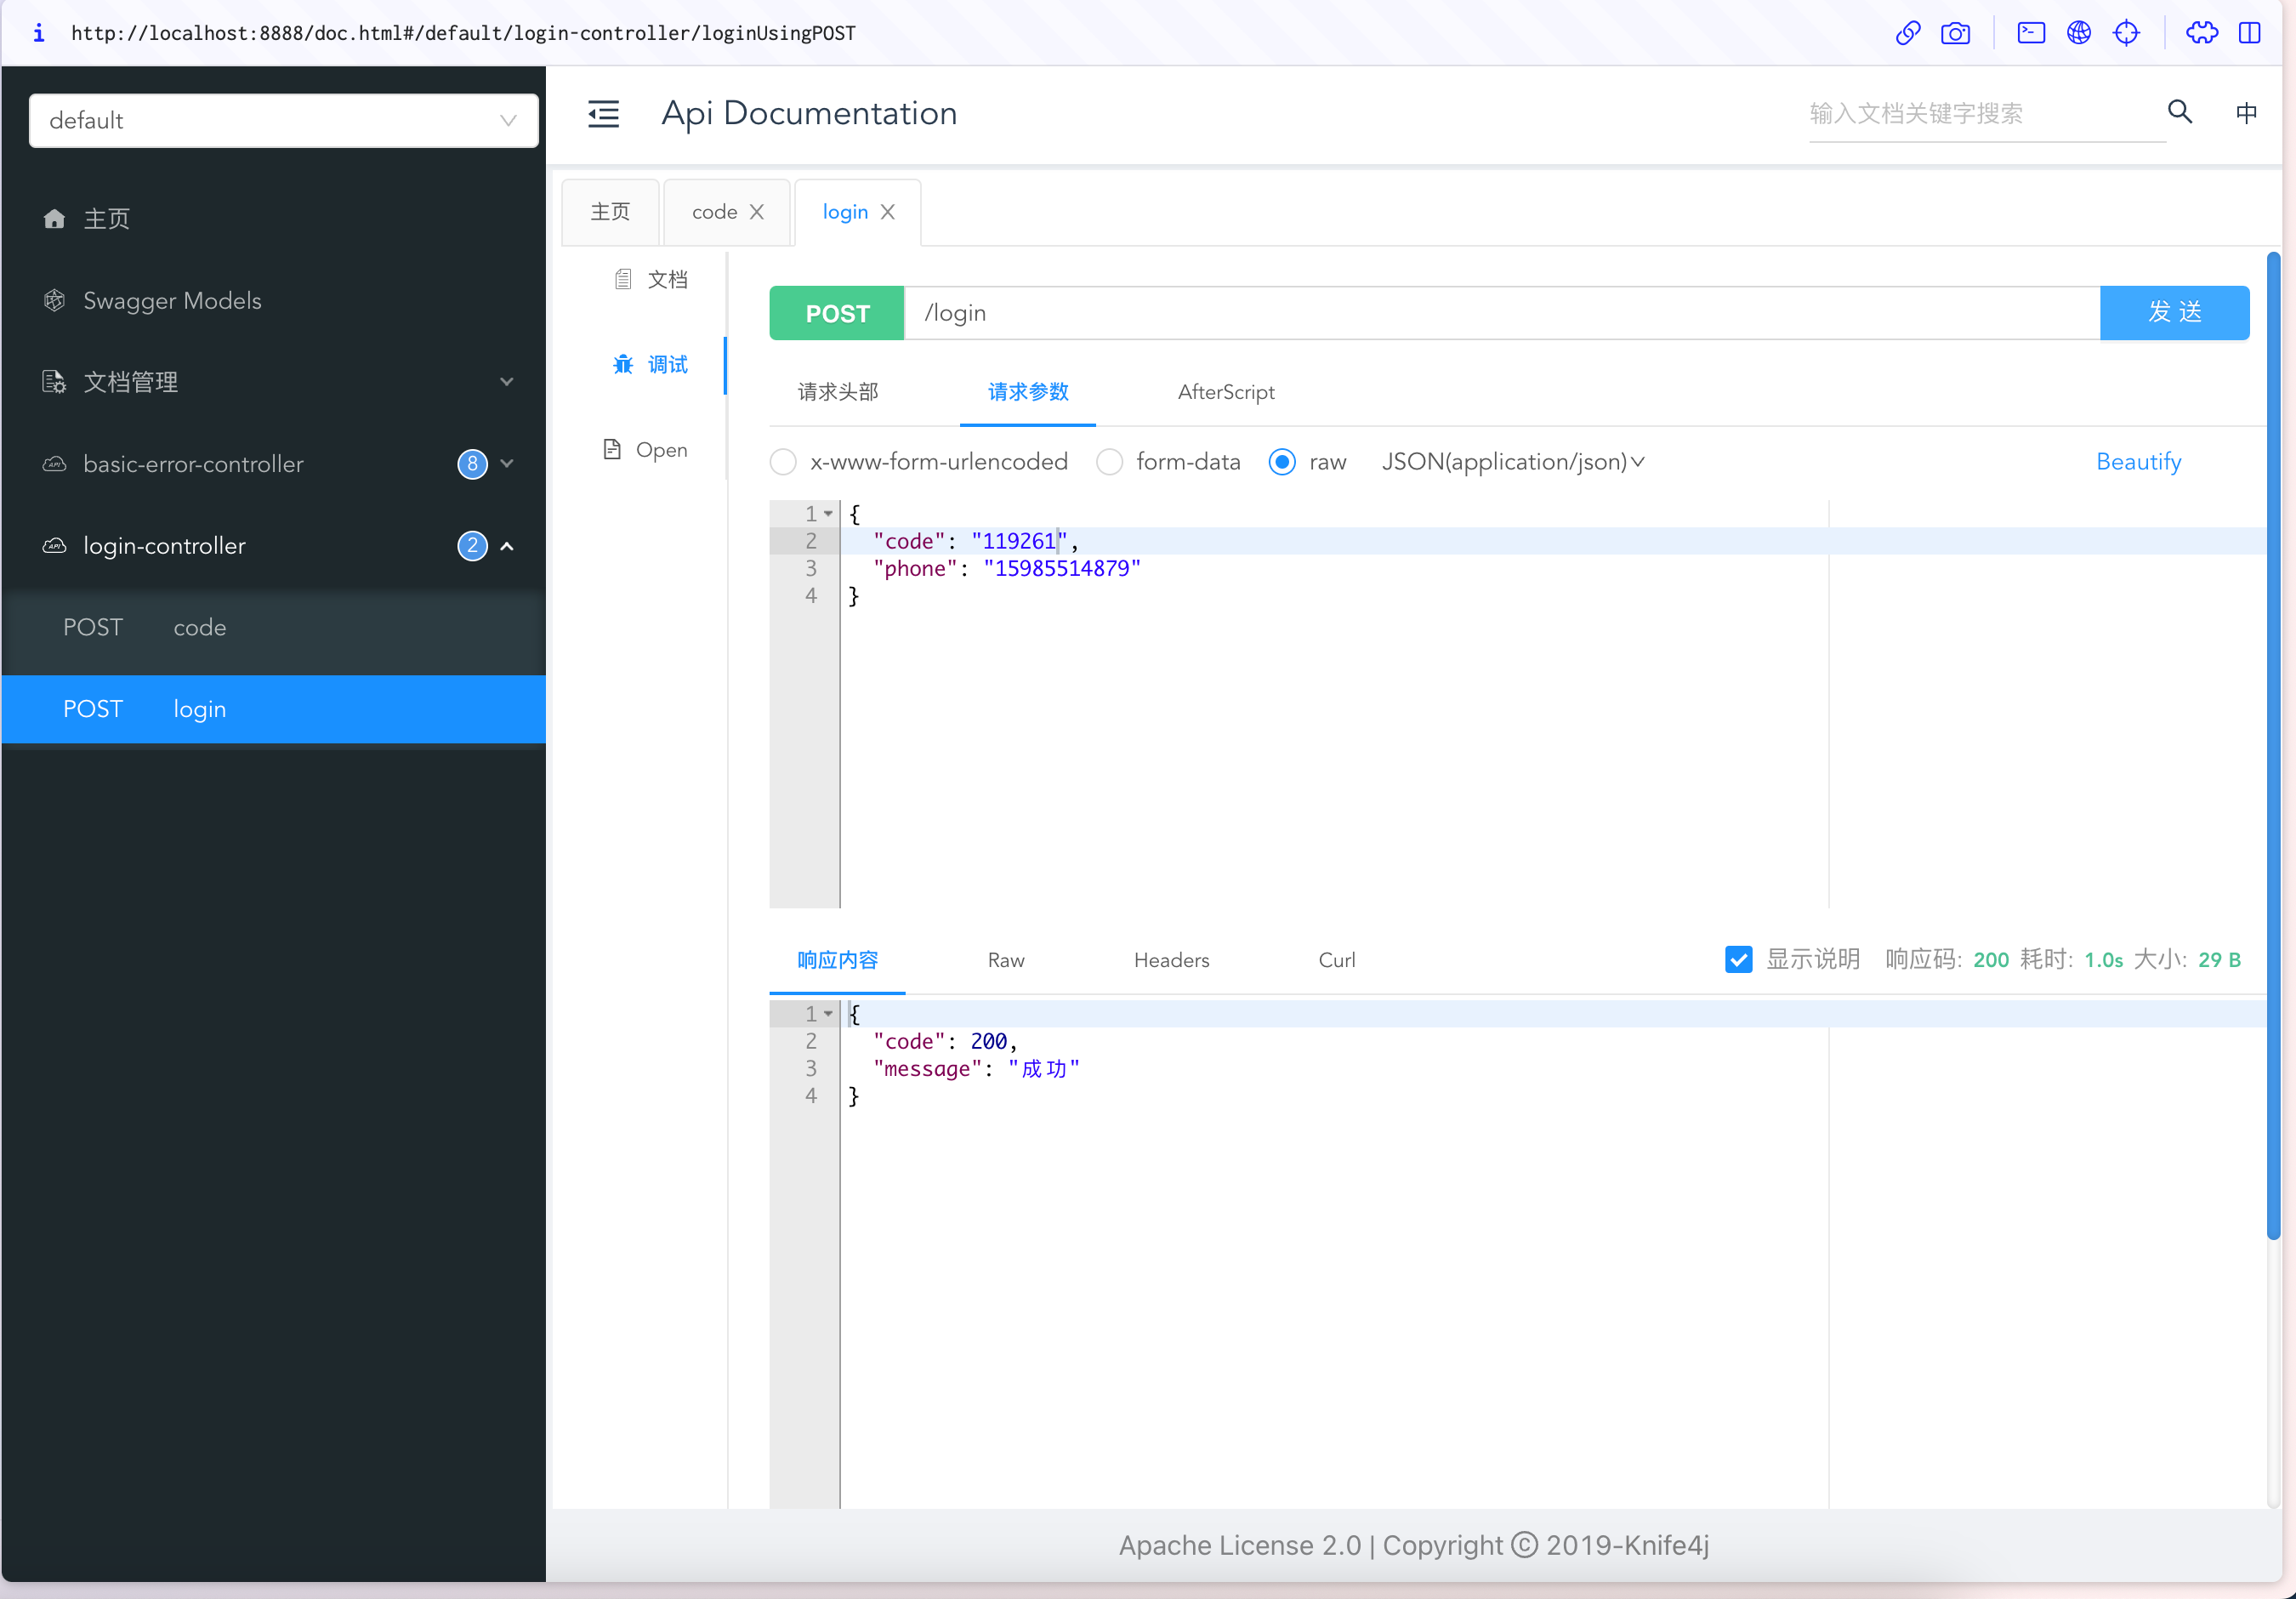 http://localhost:8888/doc.html#/default/login-controller/loginUsingPOST
default
主页
Swagger Models
文档管理
basic-error-controller 8
login-controller 2
POST code
POST login
Api Documentation
输入文档关键字搜索
中
主页 code login
文档
调试
Open
POST /login 发 送
请求头部 请求参数 AfterScript
x-www-form-urlencoded form-data raw JSON(application/json) Beautify
1 {
2 "code": "119261",
3 "phone": "15985514879"
4 }
响应内容 Raw Headers Curl 显示说明 响应码: 200 耗时: 1.0s 大小: 29 B
1 {
2 "code": 200,
3 "message": "成功"
4 }
Apache License 2.0 | Copyright © 2019-Knife4j